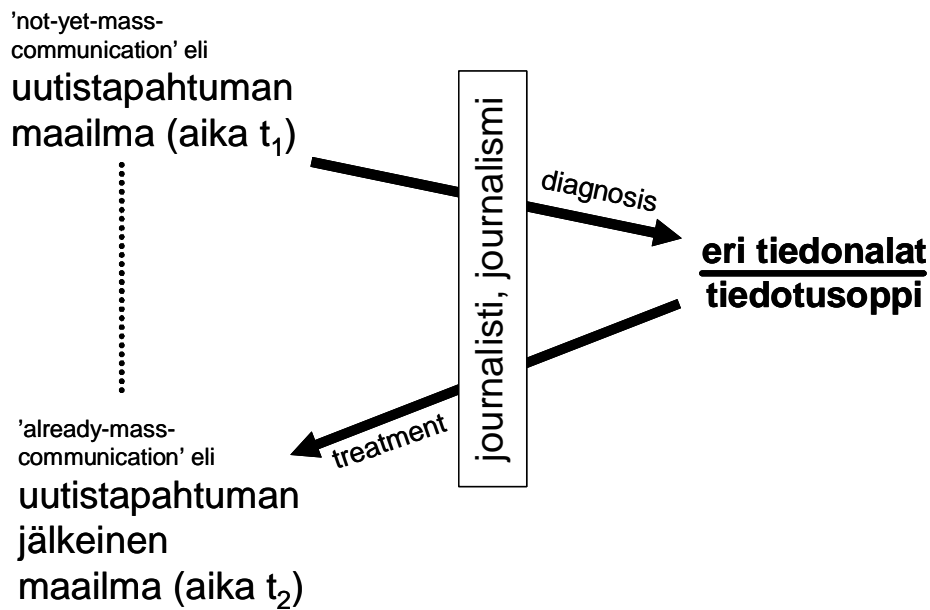 ’not-yet-mass-
communication’ eli
uutistapahtuman
maailma (aika t₁)
journalisti, journalismi
diagnosis
eri tiedonalat
tiedotusoppi
treatment
’already-mass-
communication’ eli
uutistapahtuman
jälkeinen
maailma (aika t₂)